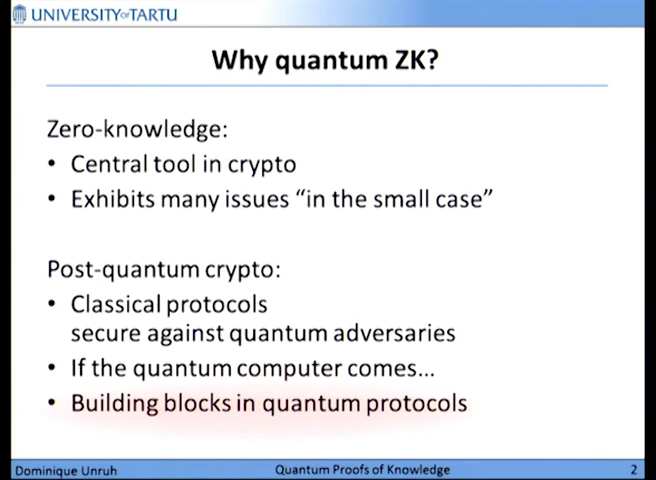 UNIVERSITY OF TARTU
Why quantum ZK?
Zero-knowledge:
• Central tool in crypto
• Exhibits many issues “in the small case”
Post-quantum crypto:
• Classical protocols
secure against quantum adversaries
• If the quantum computer comes...
• Building blocks in quantum protocols
Dominique Unruh Quantum Proofs of Knowledge 2